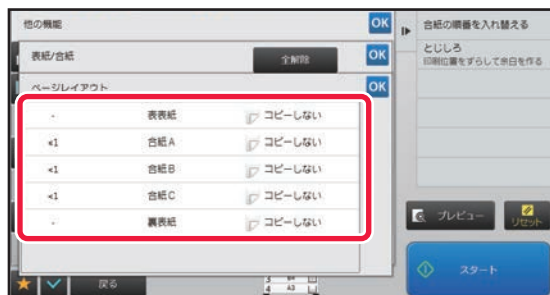 他の機能
OK
合紙の順番を入れ替える
表紙/合紙
全解除
OK
とじしろ
印刷位置をずらして余白を作る
ページレイアウト
OK
- 表表紙 コピーしない
«1 合紙A コピーしない
«1 合紙B コピーしない
«1 合紙C コピーしない
- 裏表紙 コピーしない
プレビュー
リセット
戻る
3 B4
4 A3
スタート